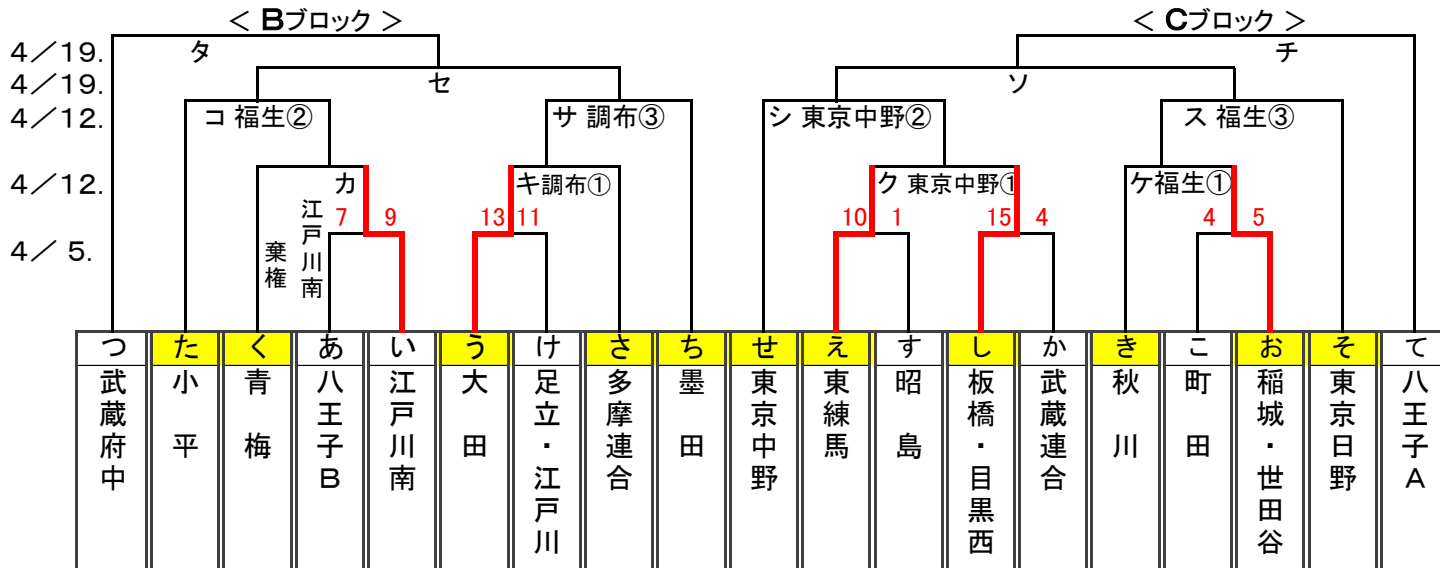 < Bブロック >
< Cブロック >
4/19.
タ
チ
4/19.
セ
ソ
4/12.
コ 福生②
サ 調布③
シ 東京中野②
ス 福生③
4/12.
カ
キ調布①
ク 東京中野①
ケ福生①
7
9
13
11
10
1
15
4
4
5
4/ 5.
棄権
江戸川南
つ
た
く
あ
い
う
け
さ
ち
せ
え
す
し
か
き
こ
お
そ
て
武蔵府中
小平
青梅
八王子B
江戸川南
大田
足立・江戸川
多摩連合
墨田
東京中野
東練馬
昭島
板橋・目黒西
武蔵連合
秋川
町田
稲城・世田谷
東京日野
八王子A